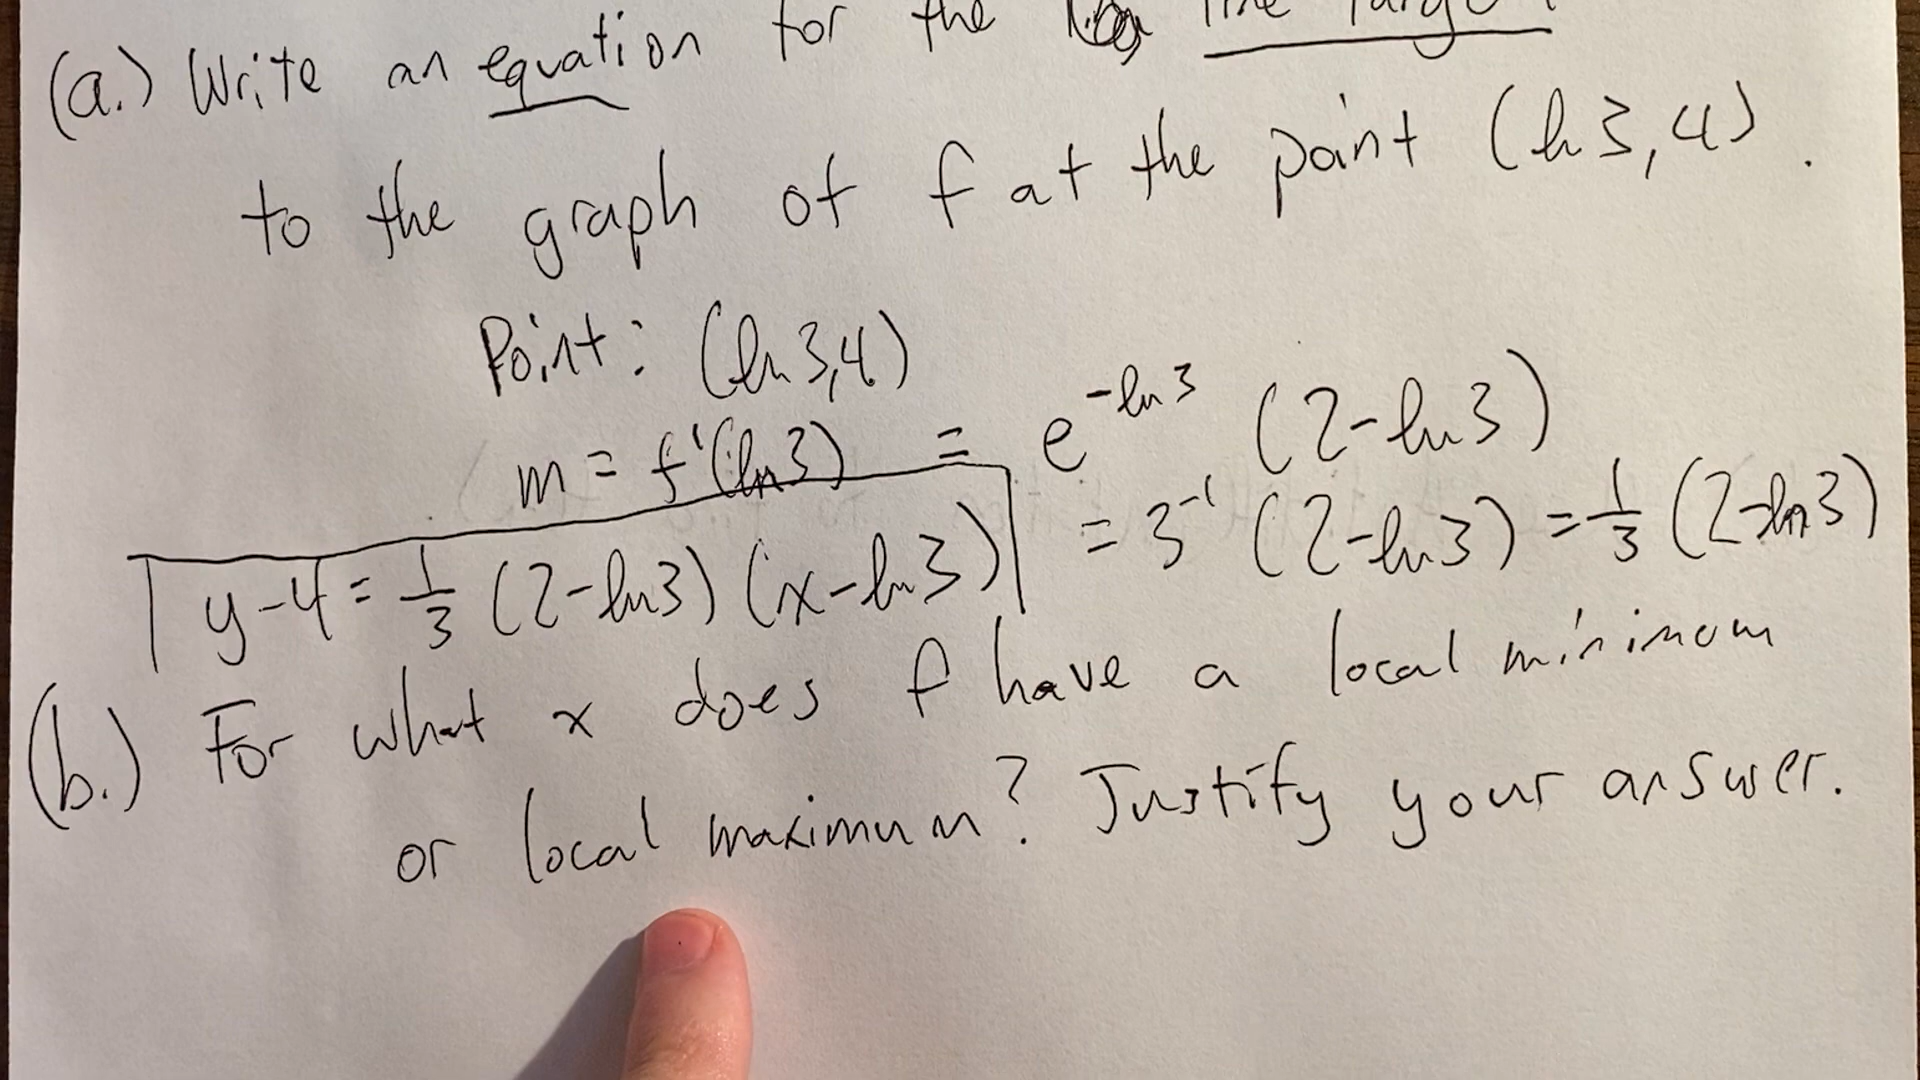 (a.) Write an equation for the line tangent
to the graph of f at the point (ln 3, 4).
Point: (ln 3, 4)
m = f'(ln 3) = e^{-ln 3} (2-ln 3)
= 3^{-1} (2-ln 3) = 1/3 (2-ln 3)
y-4 = 1/3 (2-ln 3) (x-ln 3)
(b.) For what x does f have a local minimum
or local maximum? Justify your answer.